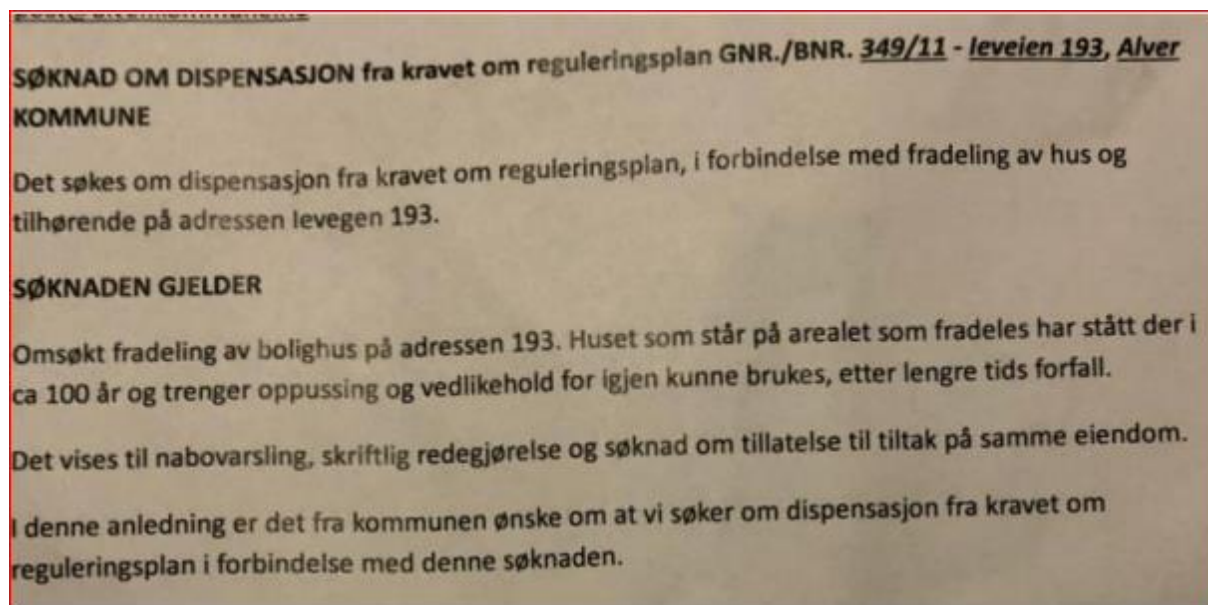 SØKNAD OM DISPENSASJON fra kravet om reguleringsplan GNR./BNR. 349/11 - leveien 193, Alver
KOMMUNE
Det søkes om dispensasjon fra kravet om reguleringsplan, i forbindelse med fradeling av hus og
tilhørende på adressen levegen 193.
SØKNADEN GJELDER
Omsøkt fradeling av bolighus på adressen 193. Huset som står på arealet som fradeles har stått der i
ca 100 år og trenger oppussing og vedlikehold for igjen kunne brukes, etter lengre tids forfall.
Det vises til nabovarsling, skriftlig redegjørelse og søknad om tillatelse til tiltak på samme eiendom.
I denne anledning er det fra kommunen ønske om at vi søker om dispensasjon fra kravet om
reguleringsplan i forbindelse med denne søknaden.